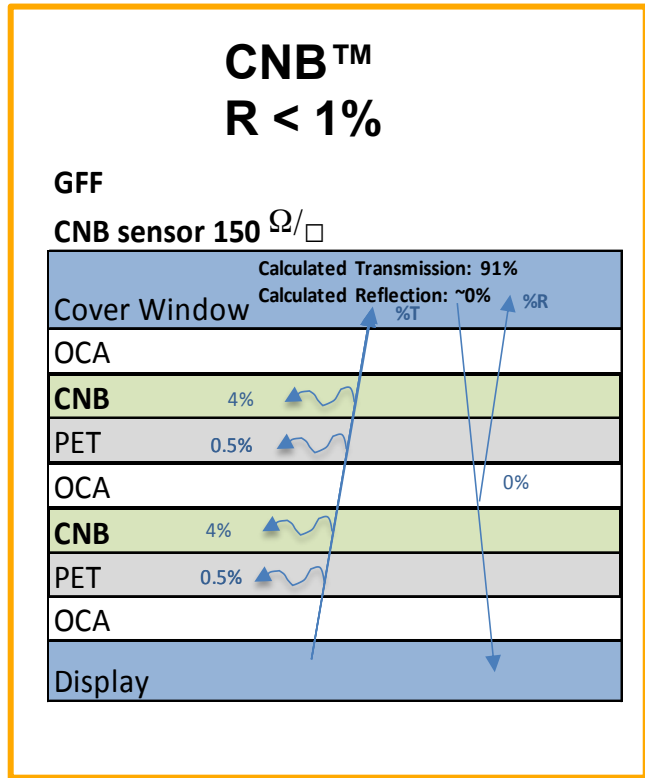 CNB™
R < 1%
GFF
CNB sensor 150 Ω/□
Calculated Transmission: 91%
Calculated Reflection: ~0%
Cover Window
%T
%R
OCA
CNB 4%
PET 0.5%
OCA 0%
CNB 4%
PET 0.5%
OCA
Display